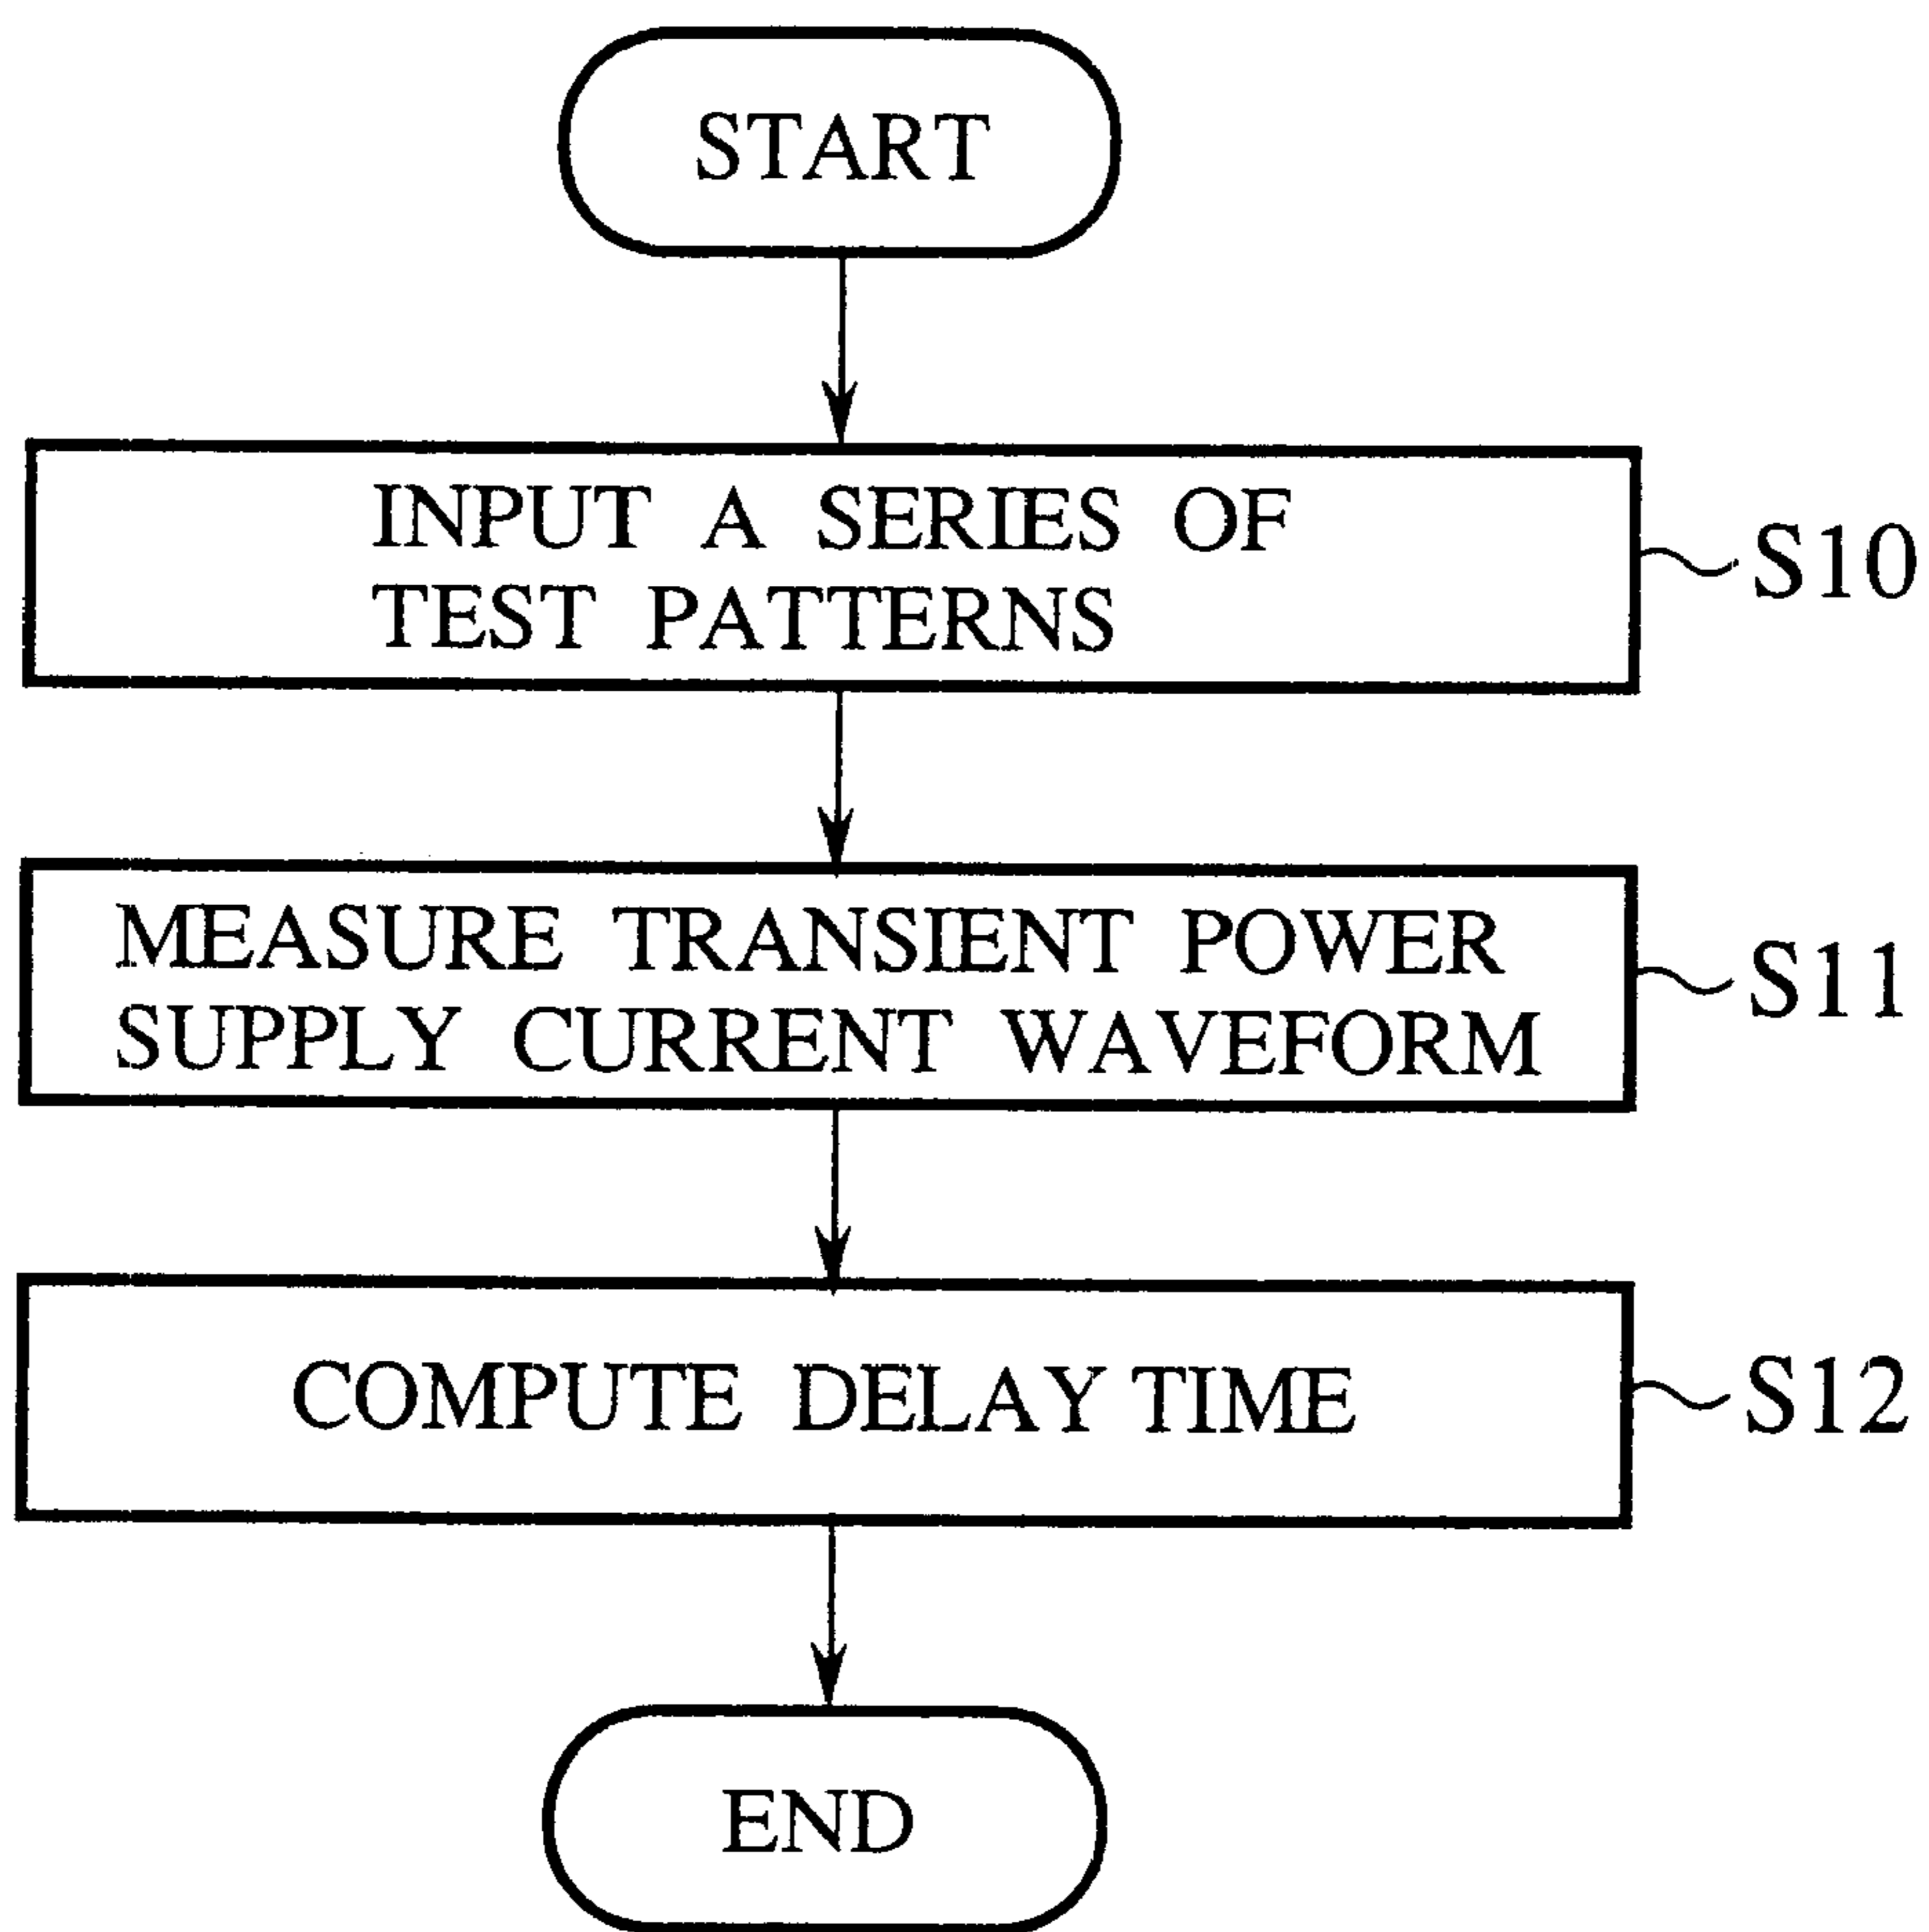 START
INPUT A SERIES OF
TEST PATTERNS
S10
MEASURE TRANSIENT POWER
SUPPLY CURRENT WAVEFORM
S11
COMPUTE DELAY TIME
S12
END